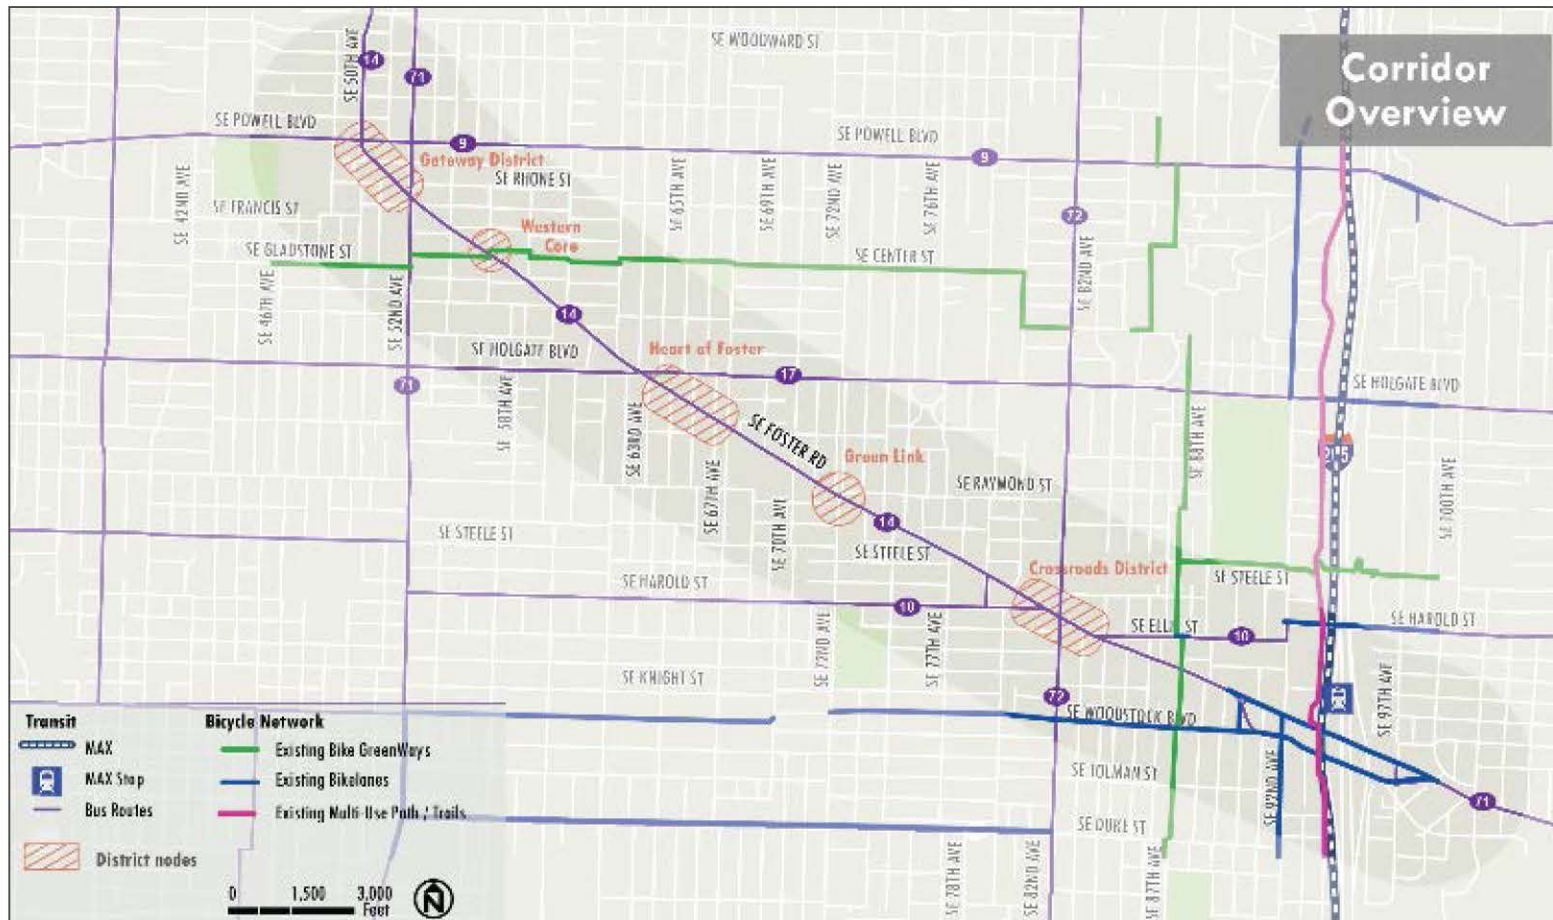 Corridor
Overview
SE WOODWARD ST
SE 50TH AVE
14
71
SE POWELL BLVD
9
SE POWELL BLVD
9
Gateway District
SE RHONE ST
SE 42ND AVE
SE FRANCIS ST
SE 65TH AVE
SE 69TH AVE
SE 72ND AVE
SE 76TH AVE
72
Western
Core
SE GLADSTONE ST
SE CENTER ST
SE 82ND AVE
SE 46TH AVE
SE 52ND AVE
14
SE HOLGATE BLVD
Heart of Foster
17
SE HOLGATE BLVD
71
SE 58TH AVE
SE 63RD AVE
SE FOSTER RD
SE 88TH AVE
Green Link
SE 67TH AVE
SE 70TH AVE
SE RAYMOND ST
14
SE STEELE ST
SE STEELE ST
Crossroads District
SE STEELE ST
SE HAROLD ST
10
SE ELLIS ST
10
SE HAROLD ST
SE 72ND AVE
SE 77TH AVE
SE KNIGHT ST
72
SE WOODSTOCK BLVD
SE 97TH AVE
SE TOLMAN ST
SE 92ND AVE
71
SE DUKE ST
SE 78TH AVE
SE 82ND AVE
SE 87TH AVE
Transit
MAX
MAX Stop
Bus Routes
District nodes
Bicycle Network
Existing Bike GreenWays
Existing Bikelanes
Existing Multi-Use Path / Trails
0 1,500 3,000
Feet
N